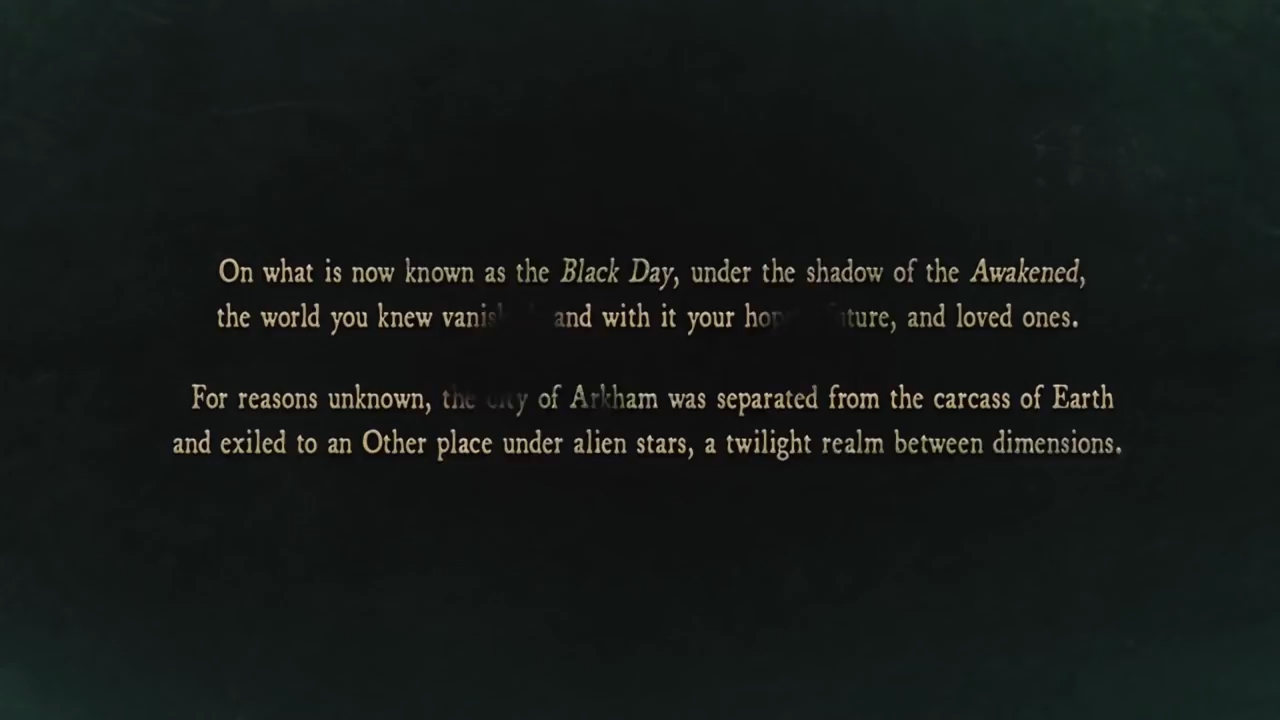 On what is now known as the Black Day, under the shadow of the Awakened,
the world you knew and with it your and loved ones.
For reasons unknown, the city of Arkham was separated from the carcass of Earth
and exiled to an Other place under alien stars, a twilight realm between dimensions.